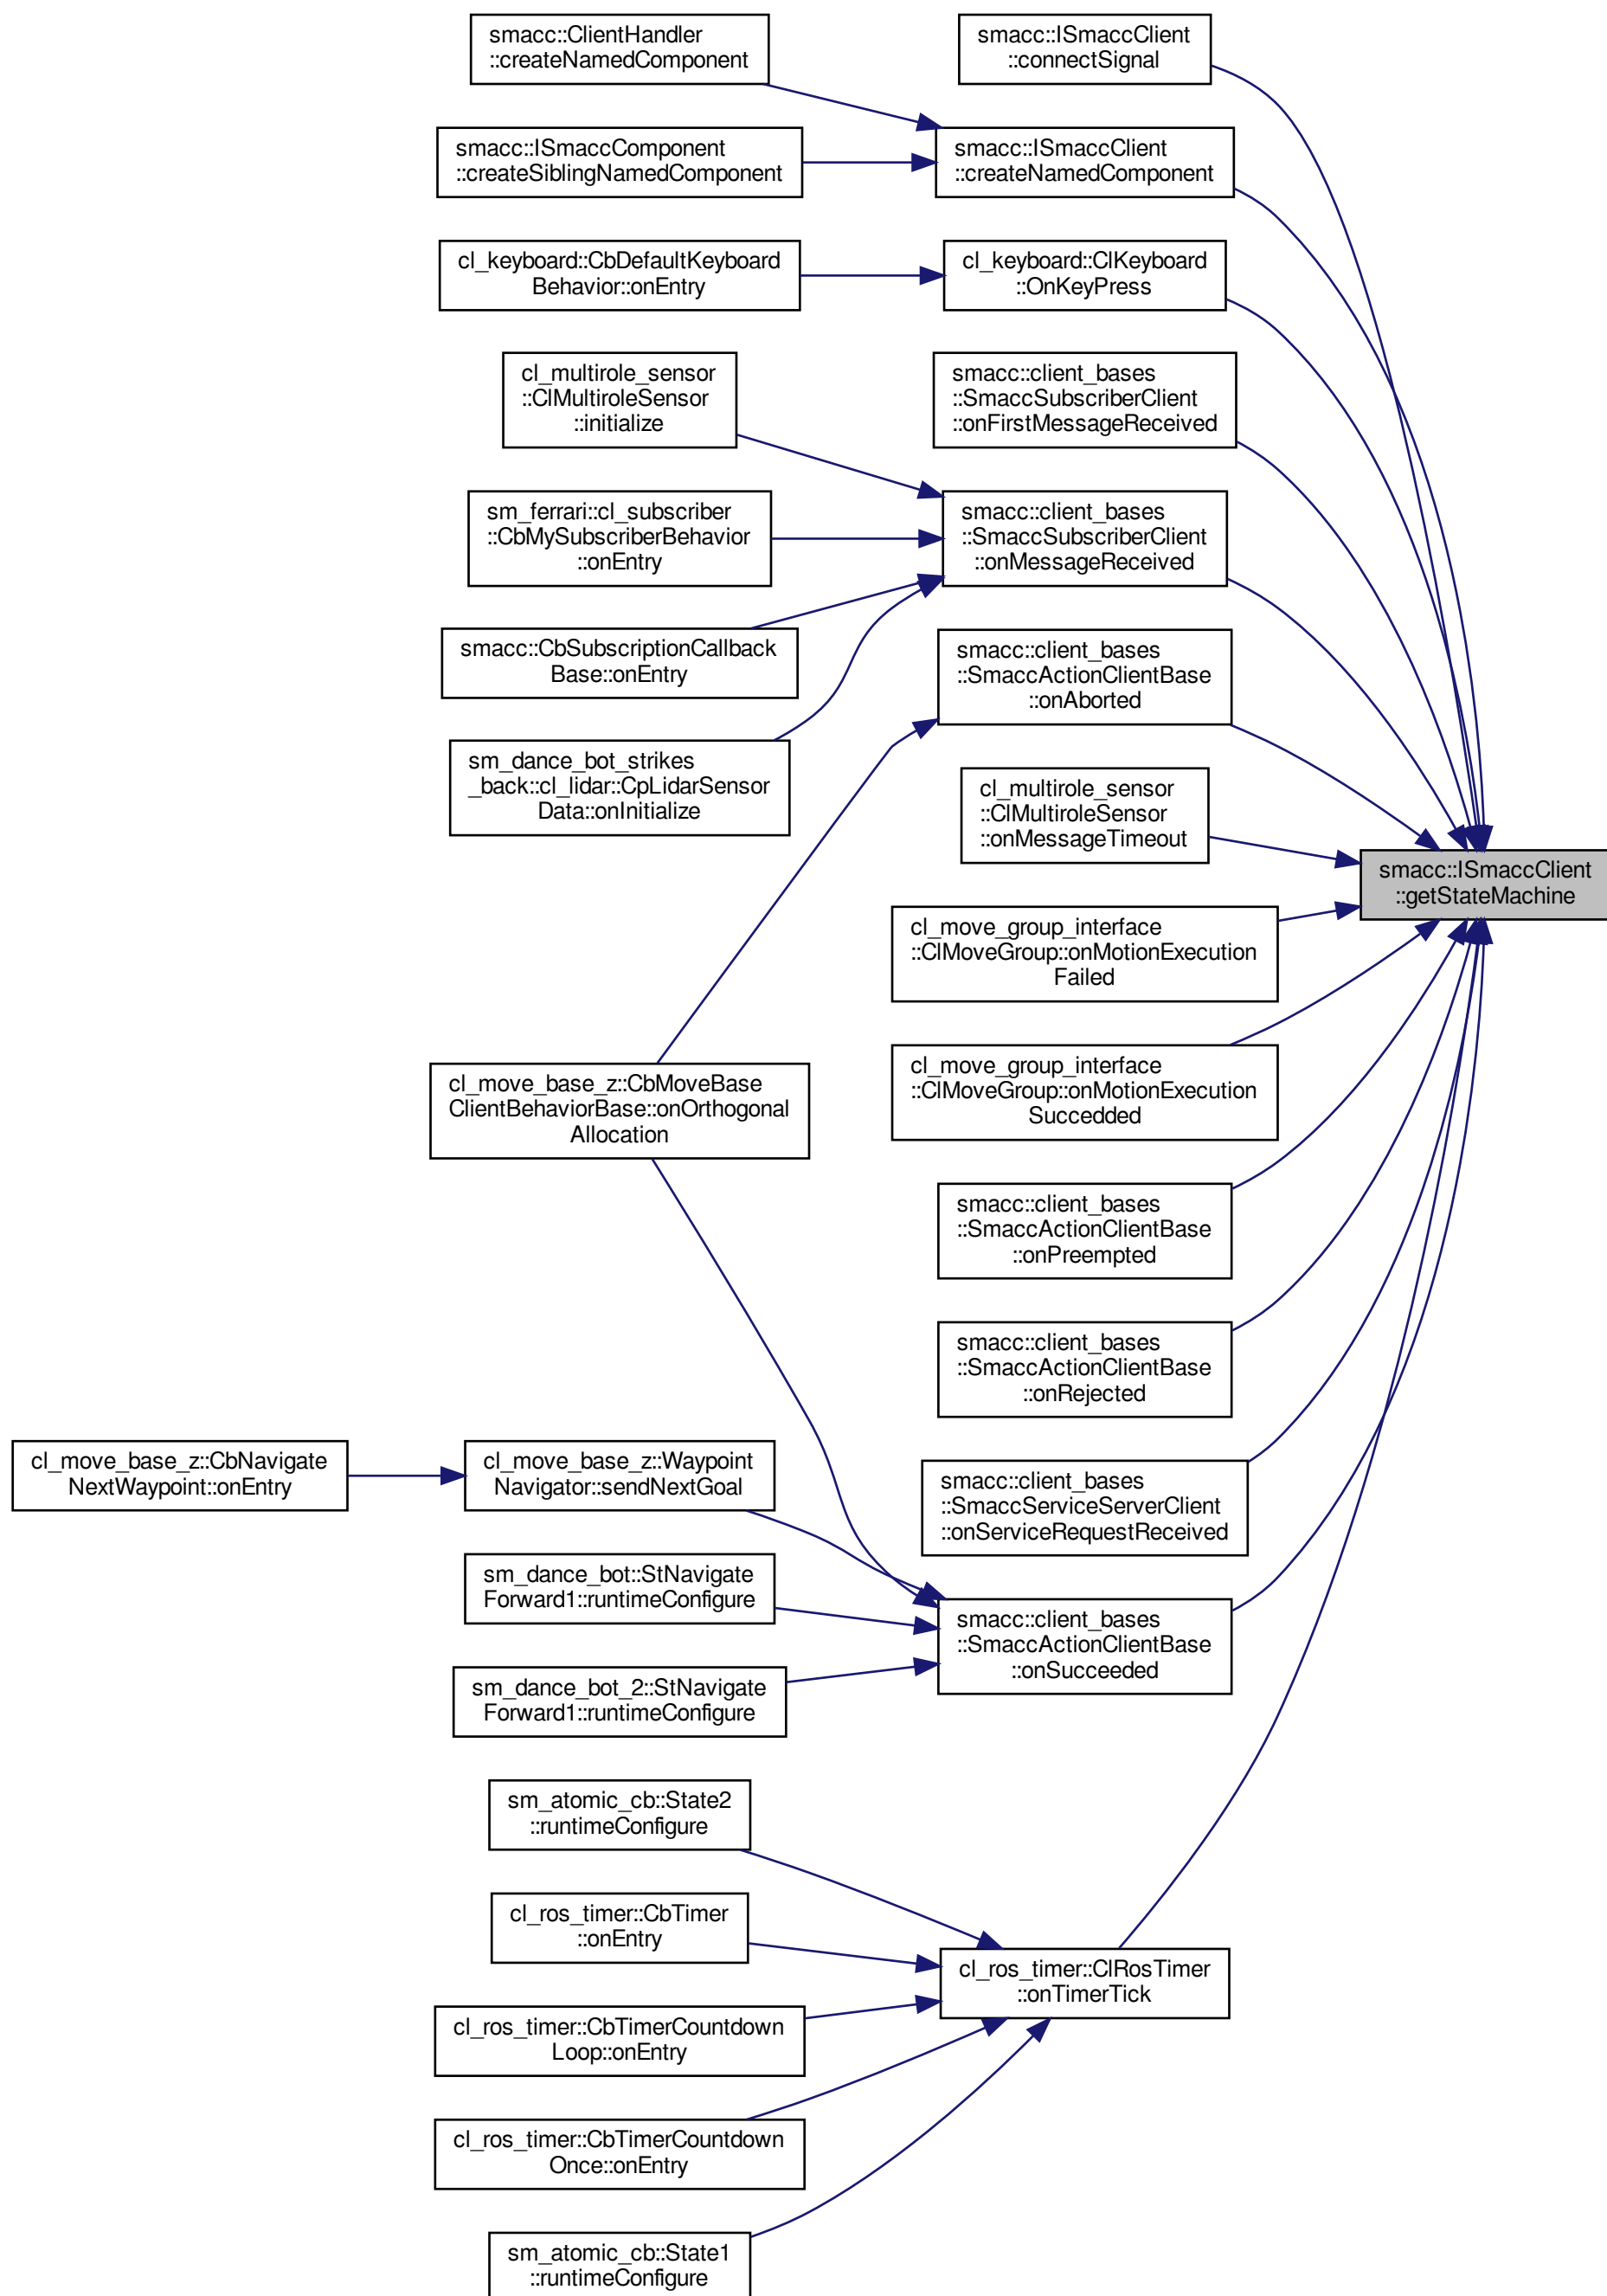 smacc::ClientHandler
::createNamedComponent
smacc::ISmaccClient
::connectSignal
smacc::ISmaccComponent
::createSiblingNamedComponent
smacc::ISmaccClient
::createNamedComponent
cl_keyboard::CbDefaultKeyboard
Behavior::onEntry
cl_keyboard::ClKeyboard
::OnKeyPress
cl_multirole_sensor
::ClMultiroleSensor
::initialize
smacc::client_bases
::SmaccSubscriberClient
::onFirstMessageReceived
sm_ferrari::cl_subscriber
::CbMySubscriberBehavior
::onEntry
smacc::client_bases
::SmaccSubscriberClient
::onMessageReceived
smacc::CbSubscriptionCallback
Base::onEntry
smacc::client_bases
::SmaccActionClientBase
::onAborted
sm_dance_bot_strikes
_back::cl_lidar::CpLidarSensor
Data::onInitialize
cl_multirole_sensor
::ClMultiroleSensor
::onMessageTimeout
smacc::ISmaccClient
::getStateMachine
cl_move_group_interface
::ClMoveGroup::onMotionExecution
Failed
cl_move_base_z::CbMoveBase
ClientBehaviorBase::onOrthogonal
Allocation
cl_move_group_interface
::ClMoveGroup::onMotionExecution
Succedded
smacc::client_bases
::SmaccActionClientBase
::onPreempted
smacc::client_bases
::SmaccActionClientBase
::onRejected
cl_move_base_z::CbNavigate
NextWaypoint::onEntry
cl_move_base_z::Waypoint
Navigator::sendNextGoal
smacc::client_bases
::SmaccServiceServerClient
::onServiceRequestReceived
sm_dance_bot::StNavigate
Forward1::runtimeConfigure
smacc::client_bases
::SmaccActionClientBase
::onSucceeded
sm_dance_bot_2::StNavigate
Forward1::runtimeConfigure
sm_atomic_cb::State2
::runtimeConfigure
cl_ros_timer::CbTimer
::onEntry
cl_ros_timer::ClRosTimer
::onTimerTick
cl_ros_timer::CbTimerCountdown
Loop::onEntry
cl_ros_timer::CbTimerCountdown
Once::onEntry
sm_atomic_cb::State1
::runtimeConfigure